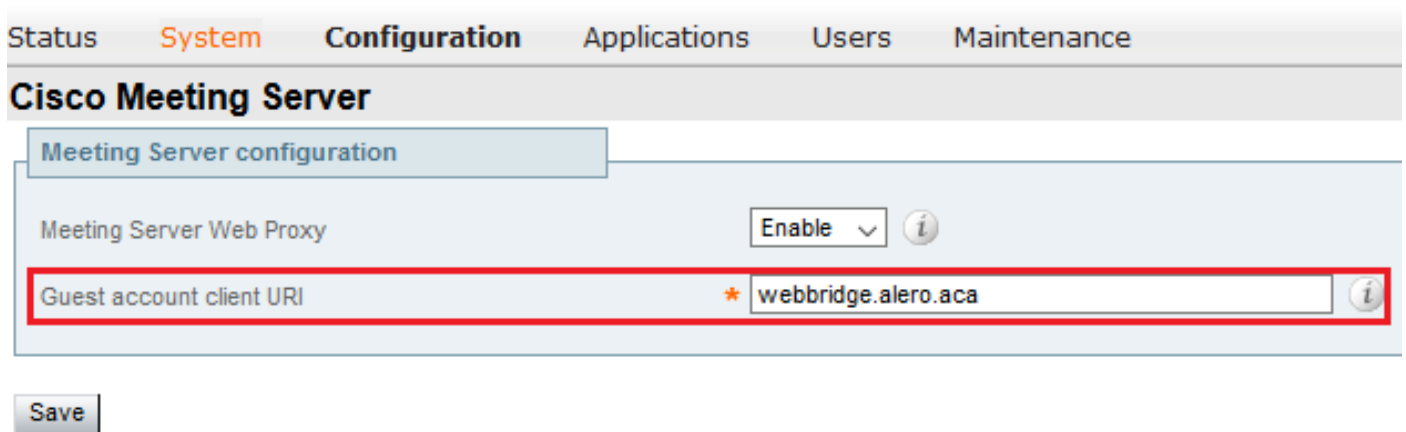 Status System Configuration Applications Users Maintenance
Cisco Meeting Server
Meeting Server configuration
Meeting Server Web Proxy Enable i
Guest account client URI * webbridge.alero.aca i
Save